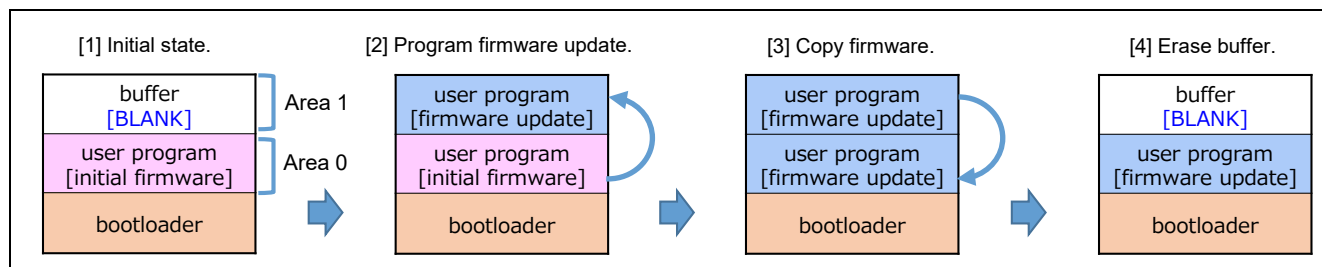 [1] Initial state.
buffer
[BLANK]
Area 1
user program
[initial firmware]
Area 0
bootloader
[2] Program firmware update.
user program
[firmware update]
user program
[initial firmware]
bootloader
[3] Copy firmware.
user program
[firmware update]
user program
[firmware update]
bootloader
[4] Erase buffer.
buffer
[BLANK]
user program
[firmware update]
bootloader